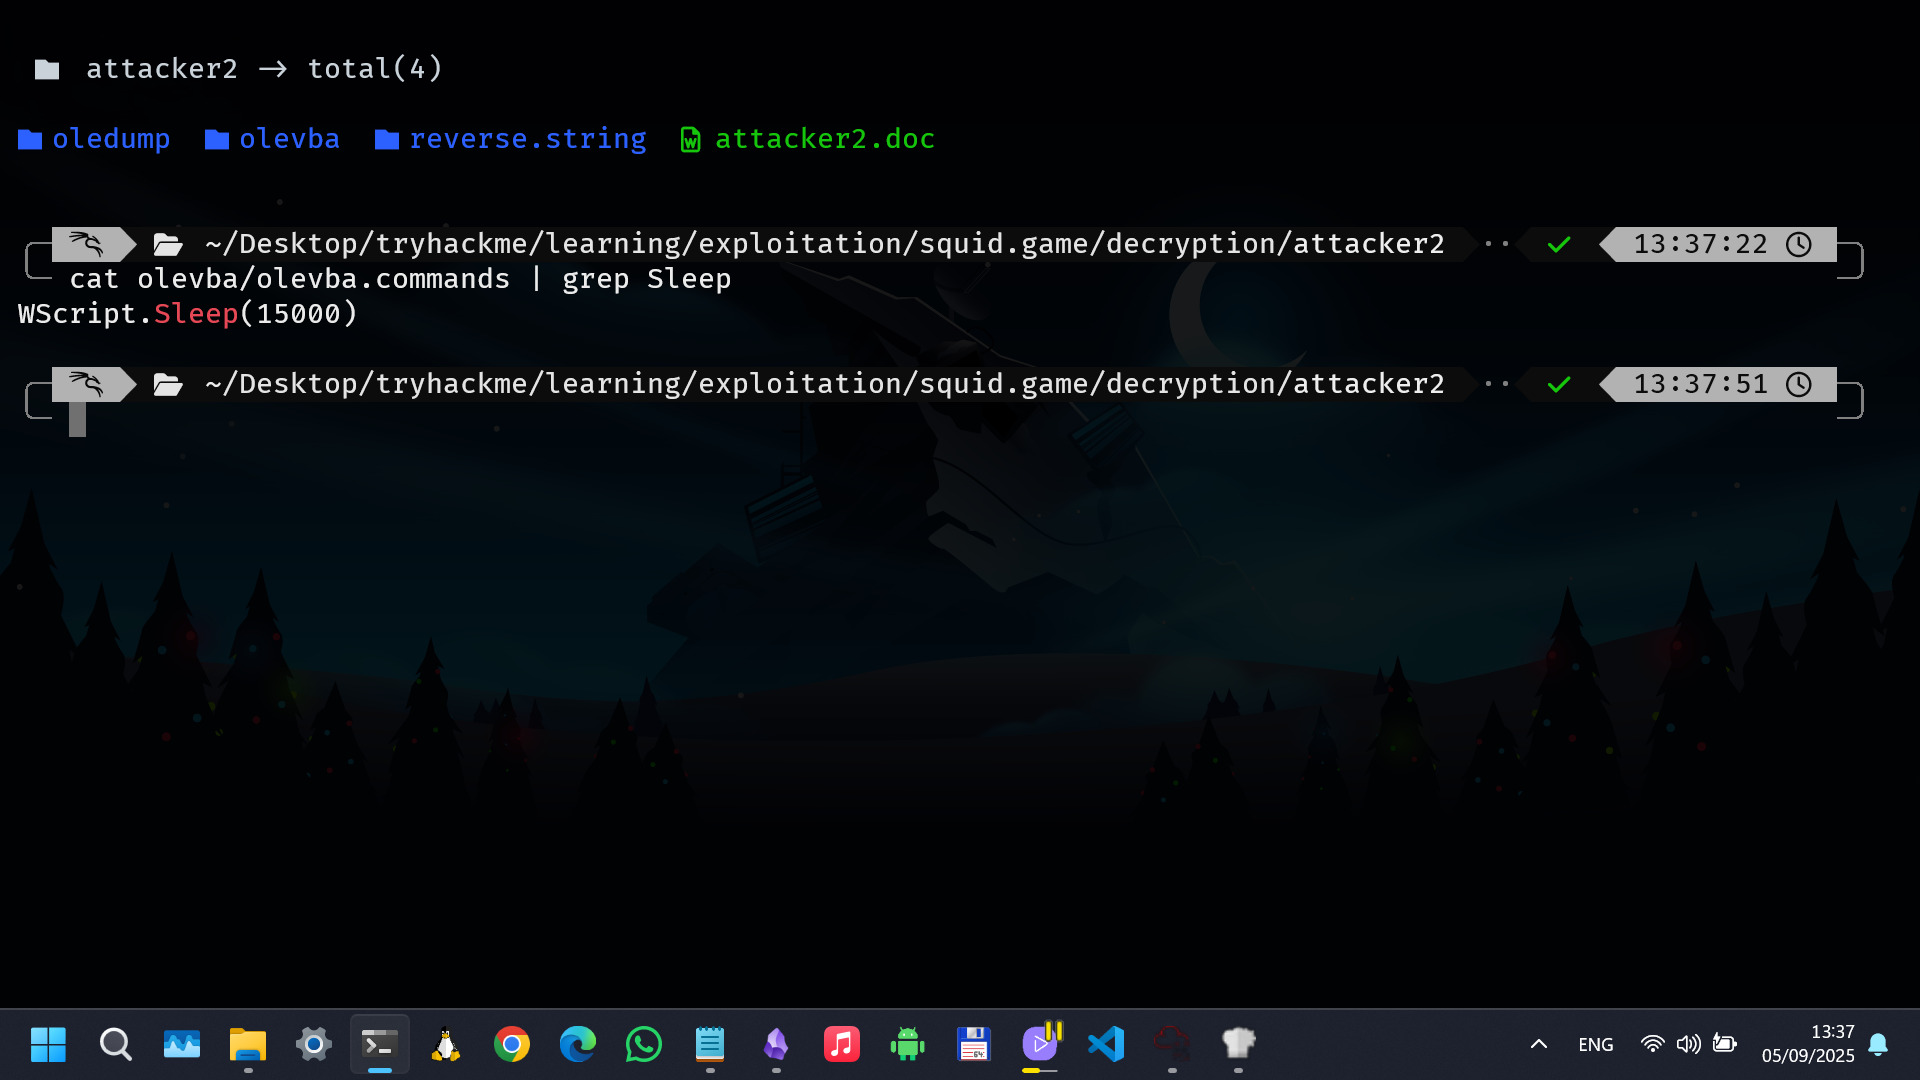 attacker2 → total(4)
oledump olevba reverse.string attacker2.doc
~/Desktop/tryhackme/learning/exploitation/squid.game/decryption/attacker2 ·· ✓ 13:37:22
cat olevba/olevba.commands | grep Sleep
WScript.Sleep(15000)
~/Desktop/tryhackme/learning/exploitation/squid.game/decryption/attacker2 ·· ✓ 13:37:51
ENG
13:37
05/09/2025